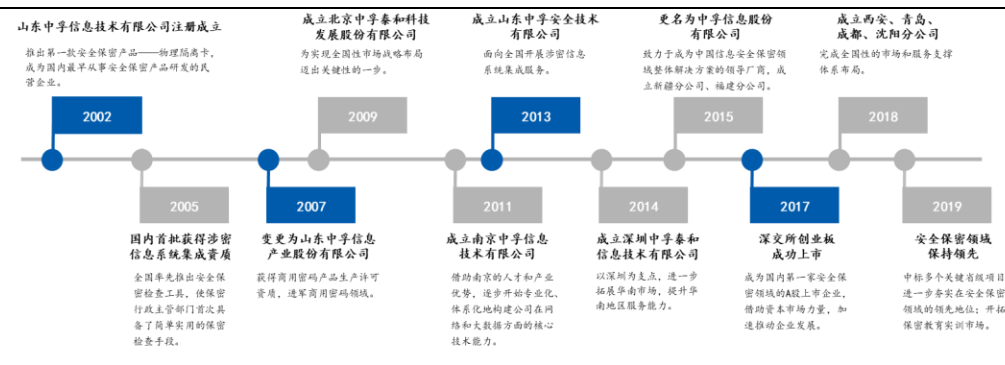 山东中孚信息技术有限公司注册成立
推出第一款安全保密产品——物理隔离卡,
成为国内最早从事安全保密产品研发的民
营企业。
2002
2005
国内首批获得涉密
信息系统集成资质
全国率先推出安全保
密检查工具，使保密
行政主管部门首次具
备了简单实用的保密
检查手段。
2007
变更为山东中孚信息
产业股份有限公司
获得商用密码产品生产许可
资质，进军商用密码领域。
成立北京中孚泰和科技
发展股份有限公司
为实现全国性市场战略布局
迈出关键性的一步。
2009
2011
成立南京中孚信息
技术有限公司
借助南京的人才和产业
优势，逐步开始专业化、
体系化地构建公司在网
络和大数据方面的核心
技术能力。
成立山东中孚安全技术
有限公司
面向全国开展涉密信息
系统集成服务。
2013
2014
成立深圳中孚泰和
信息技术有限公司
以深圳为支点，进一步
拓展华南市场，提升华
南地区服务能力。
更名为中孚信息股份
有限公司
致力于成为中国信息安全保密领
域整体解决方案的领导厂商，成
立新疆分公司、福建分公司。
2015
2017
深交所创业板
成功上市
成为国内第一家安全保
密领域的A股上市企业，
借助资本市场力量，加
速推动企业发展。
成立西安、青岛、
成都、沈阳分公司
完成全国性的市场和服务支撑
体系布局。
2018
2019
安全保密领域
保持领先
中标多个关键省级项目
进一步夯实在安全保密
领域的领先地位；开拓
保密教育实训市场。